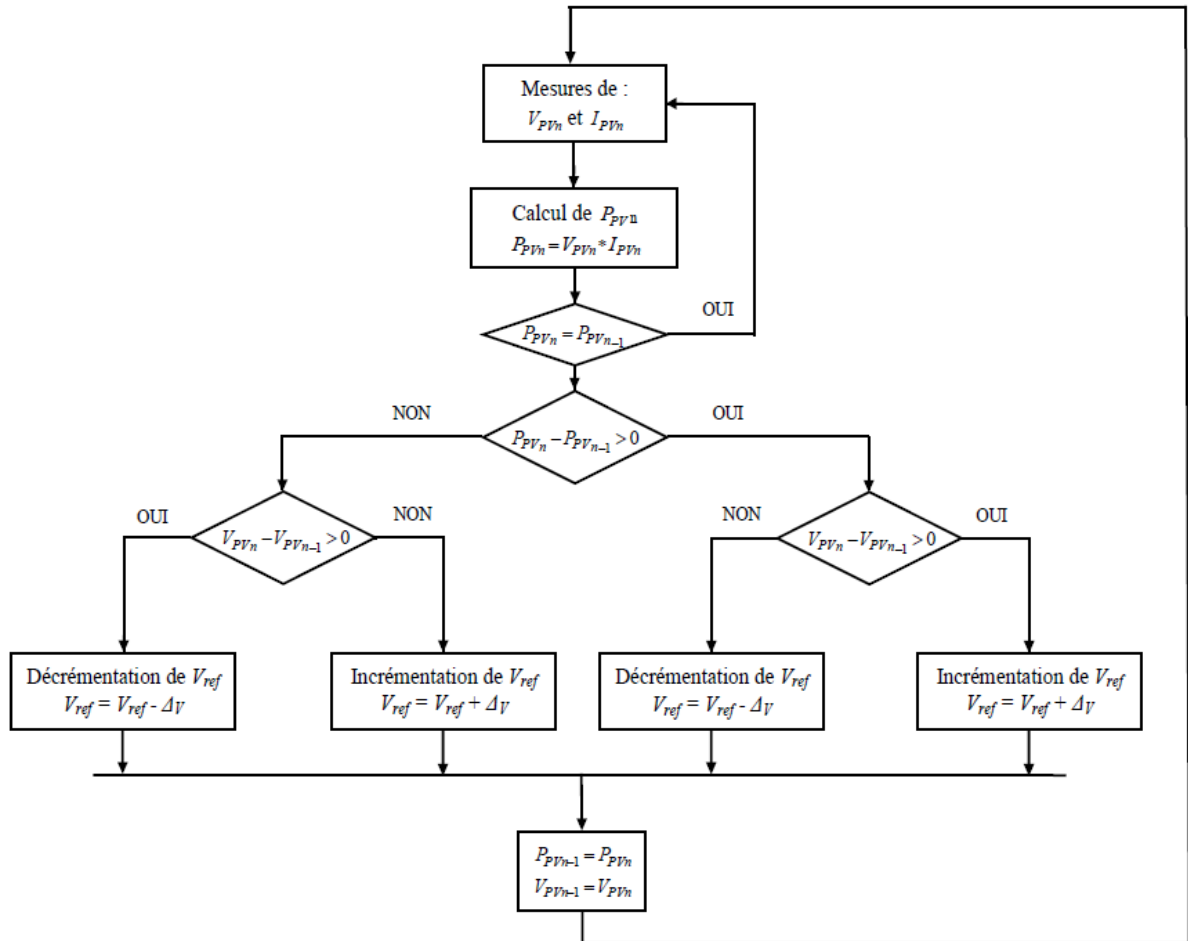 Mesures de :
V_PVn et I_PVn
Calcul de P_PVn
P_PVn = V_PVn * I_PVn
OUI
P_PVn = P_PVn–1
NON
OUI
P_PVn – P_PVn–1 > 0
OUI
NON
NON
OUI
V_PVn – V_PVn–1 > 0
V_PVn – V_PVn–1 > 0
Décrémentation de V_ref
V_ref = V_ref - Δ_V
Incrémentation de V_ref
V_ref = V_ref + Δ_V
Décrémentation de V_ref
V_ref = V_ref - Δ_V
Incrémentation de V_ref
V_ref = V_ref + Δ_V
P_PVn–1 = P_PVn
V_PVn–1 = V_PVn